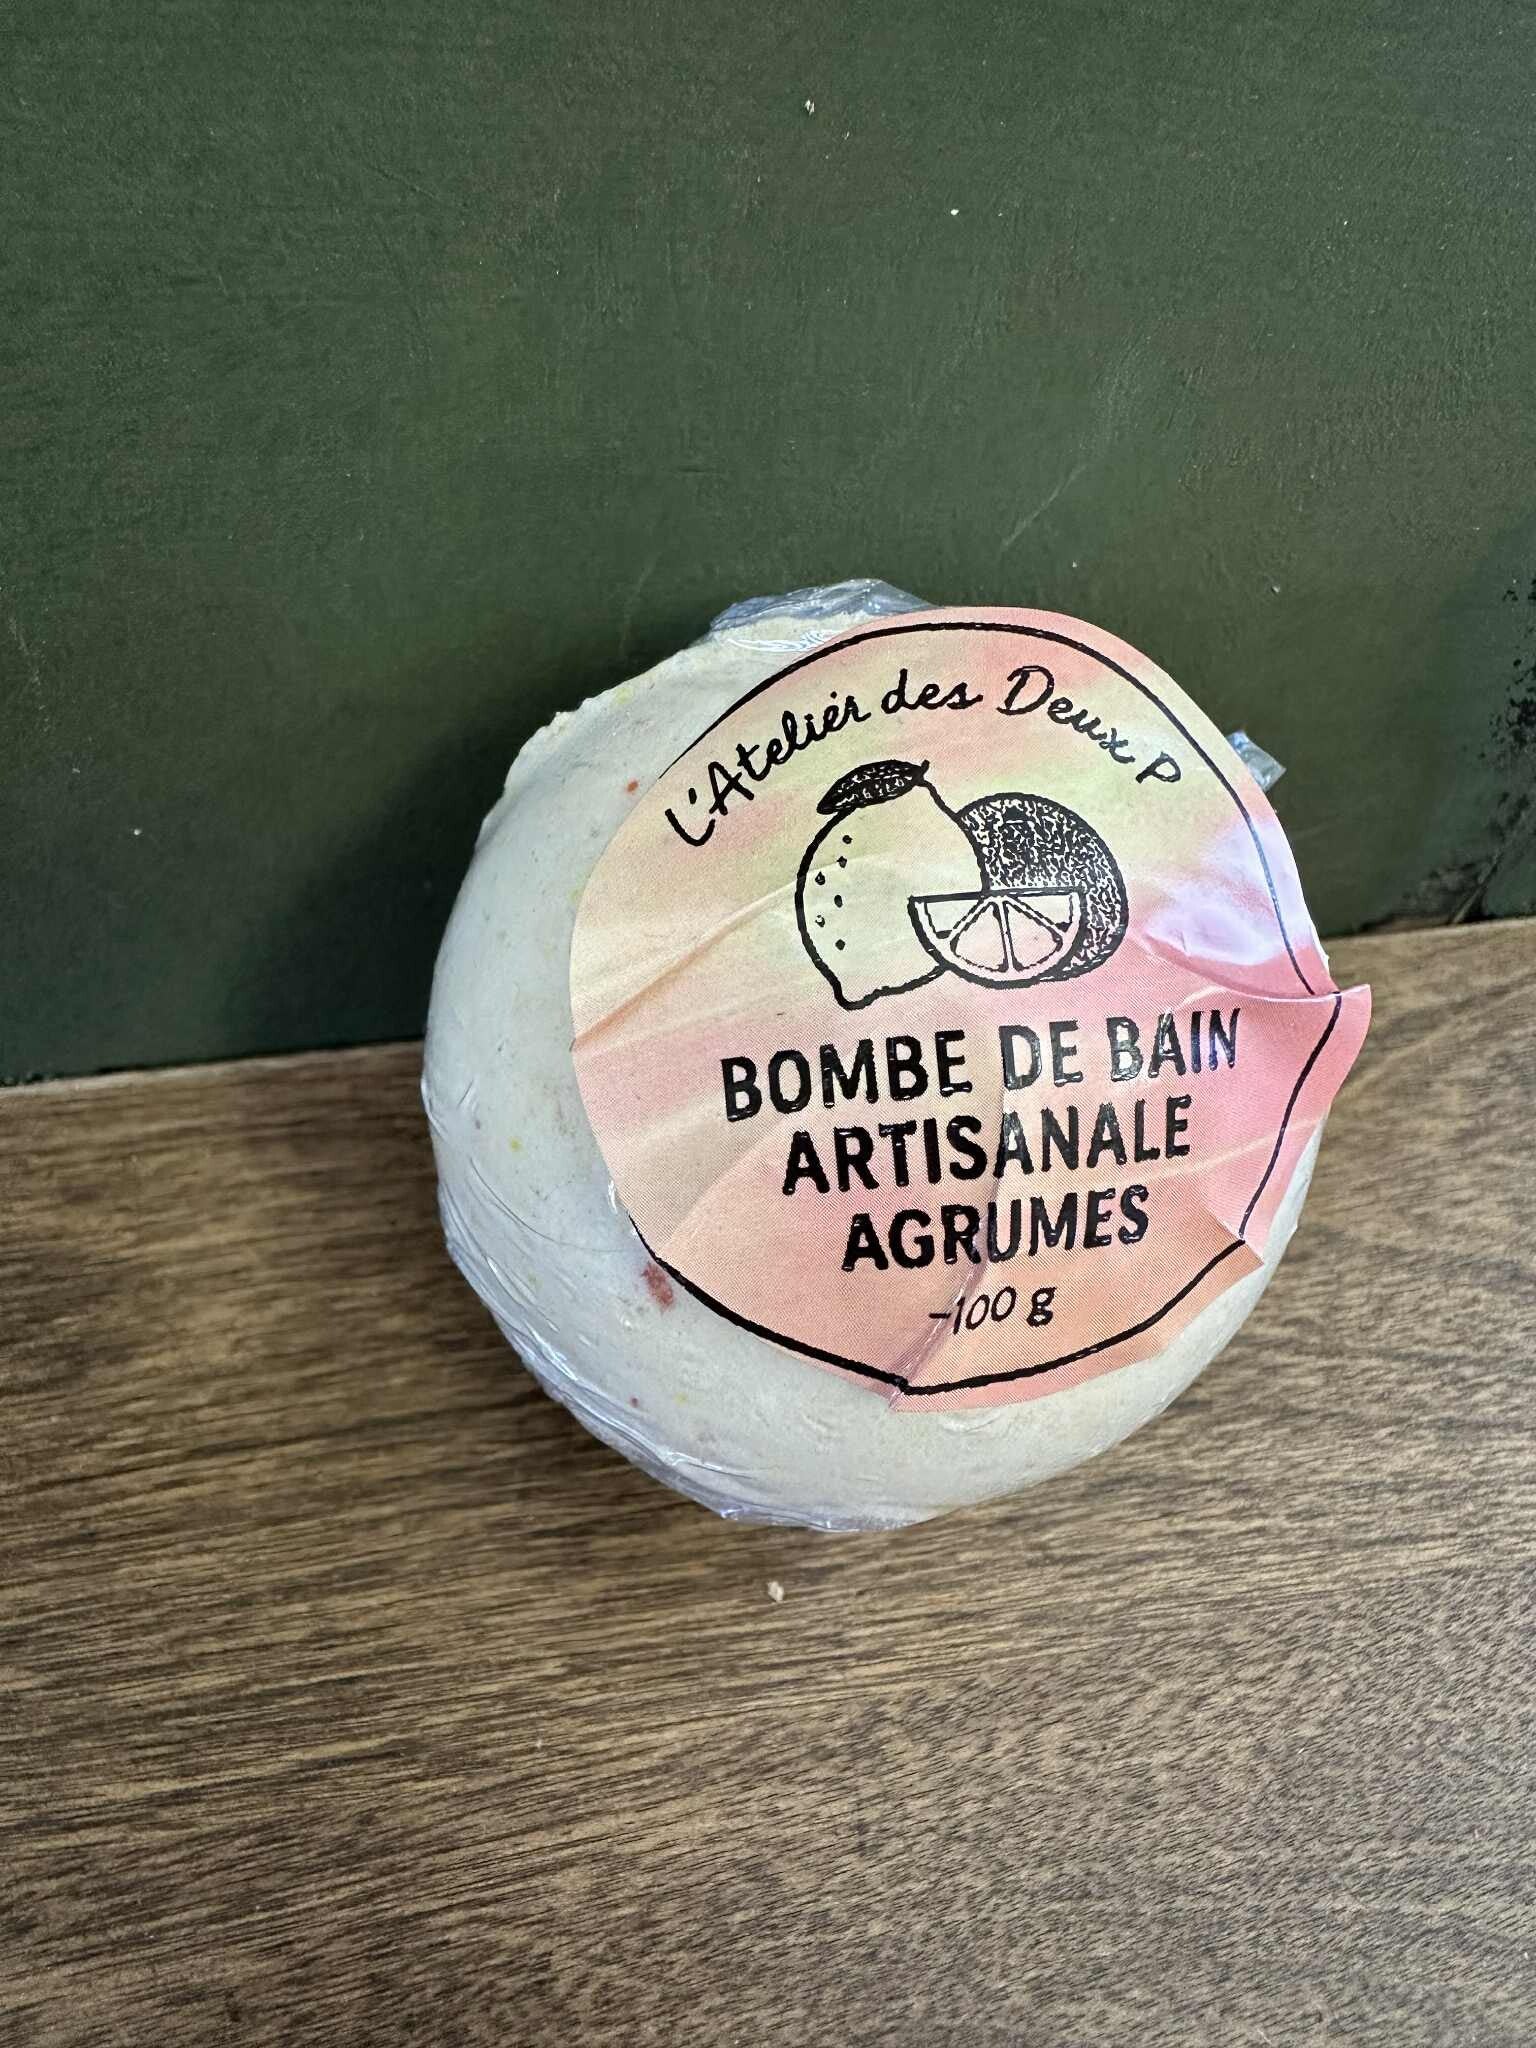 L'Atelier des Deux P
BOMBE DE BAIN
ARTISANALE
AGRUMES
~100 g